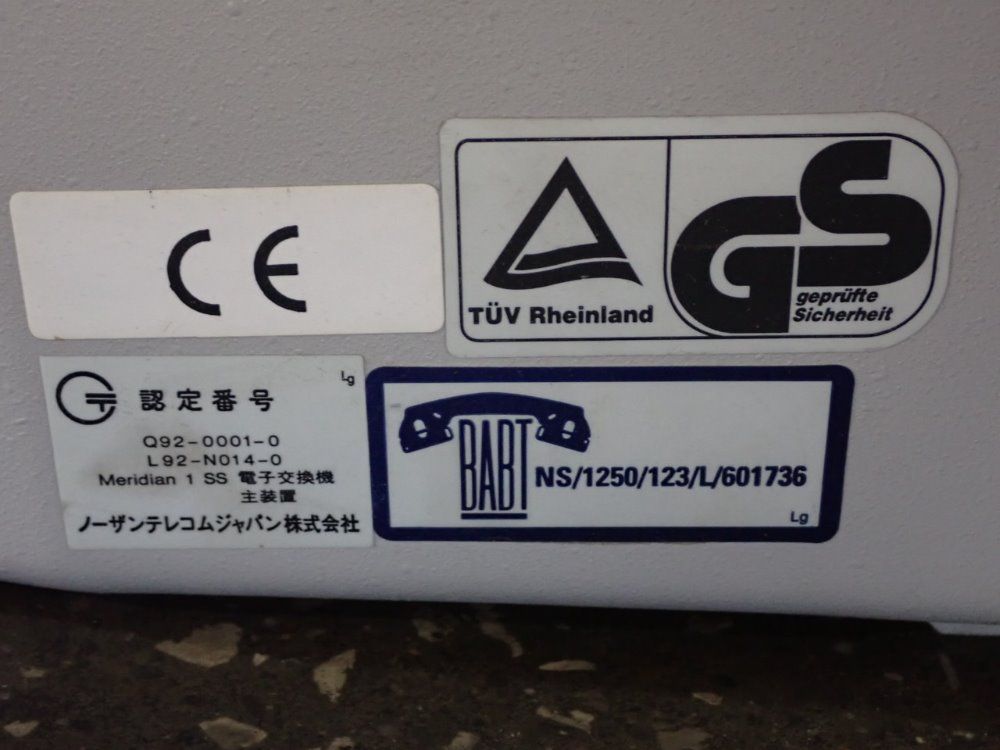 CE
TÜV Rheinland
GS
geprüfte
Sicherheit
認定番号
Lg
Q92-0001-0
L92-N014-0
Meridian 1 SS 電子交換機
主装置
ノーザンテレコムジャパン株式会社
BABT
NS/1250/123/L/601736
Lg